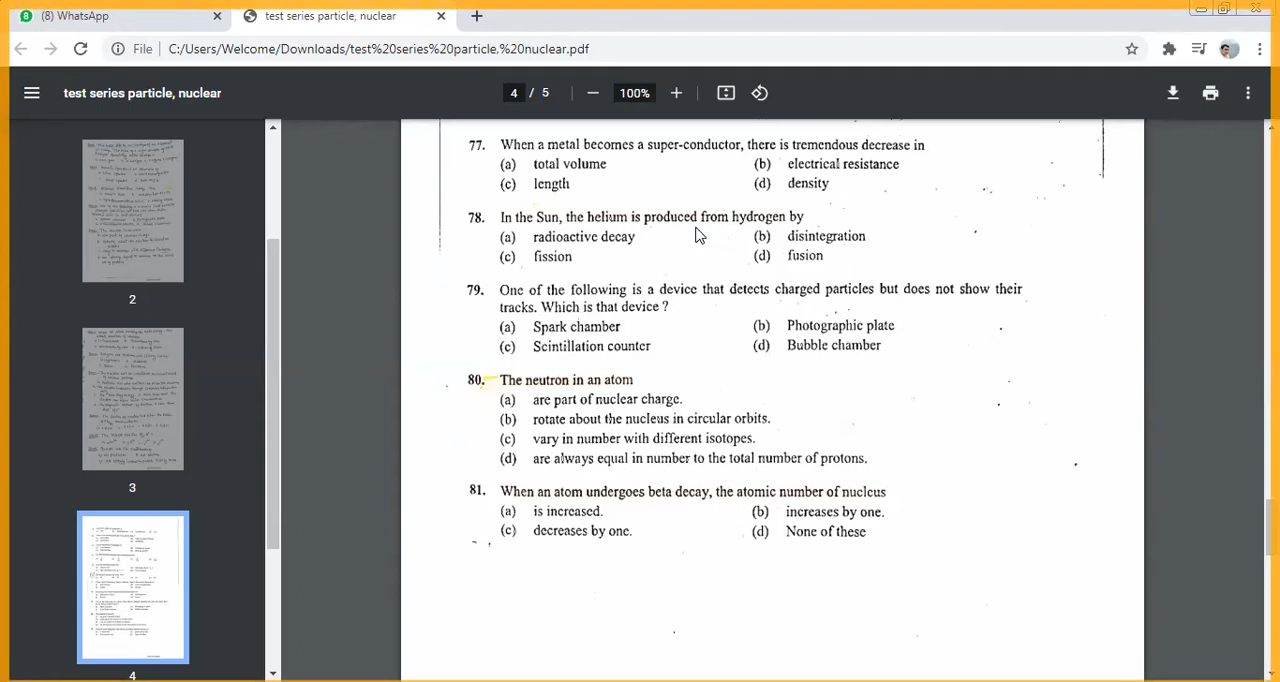 (8) WhatsApp
test series particle, nuclear
File C:/Users/Welcome/Downloads/test%20series%20particle,%20nuclear.pdf
test series particle, nuclear
4 / 5
100%
2
3
4
77. When a metal becomes a super-conductor, there is tremendous decrease in
(a) total volume (b) electrical resistance
(c) length (d) density
78. In the Sun, the helium is produced from hydrogen by
(a) radioactive decay (b) disintegration
(c) fission (d) fusion
79. One of the following is a device that detects charged particles but does not show their
tracks. Which is that device ?
(a) Spark chamber (b) Photographic plate
(c) Scintillation counter (d) Bubble chamber
80. The neutron in an atom
(a) are part of nuclear charge.
(b) rotate about the nucleus in circular orbits.
(c) vary in number with different isotopes.
(d) are always equal in number to the total number of protons.
81. When an atom undergoes beta decay, the atomic number of nucleus
(a) is increased. (b) increases by one.
(c) decreases by one. (d) None of these